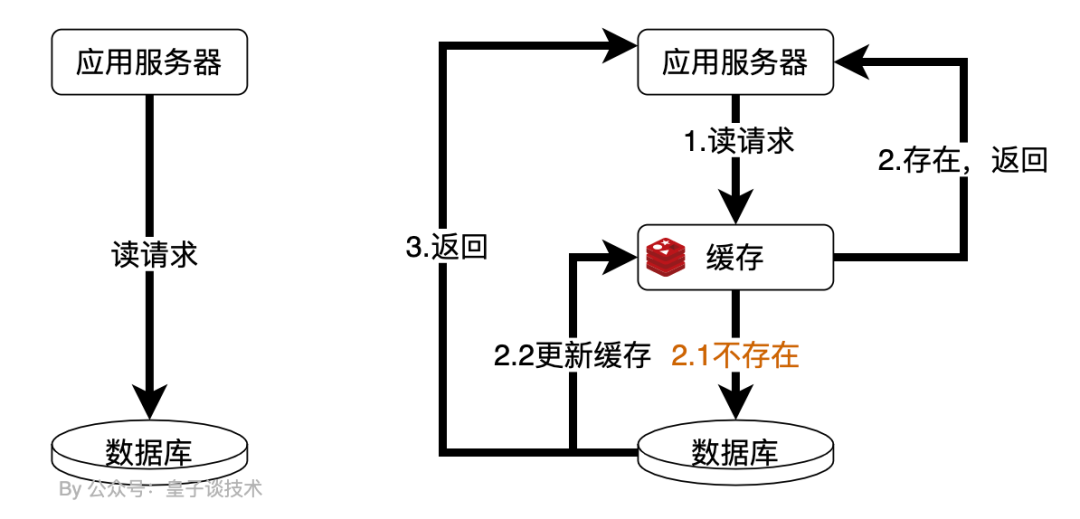 应用服务器
读请求
数据库
By 公众号：皇子谈技术
应用服务器
1.读请求
2.存在，返回
3.返回
缓存
2.2更新缓存
2.1不存在
数据库